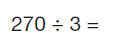 270 ÷ 3 =